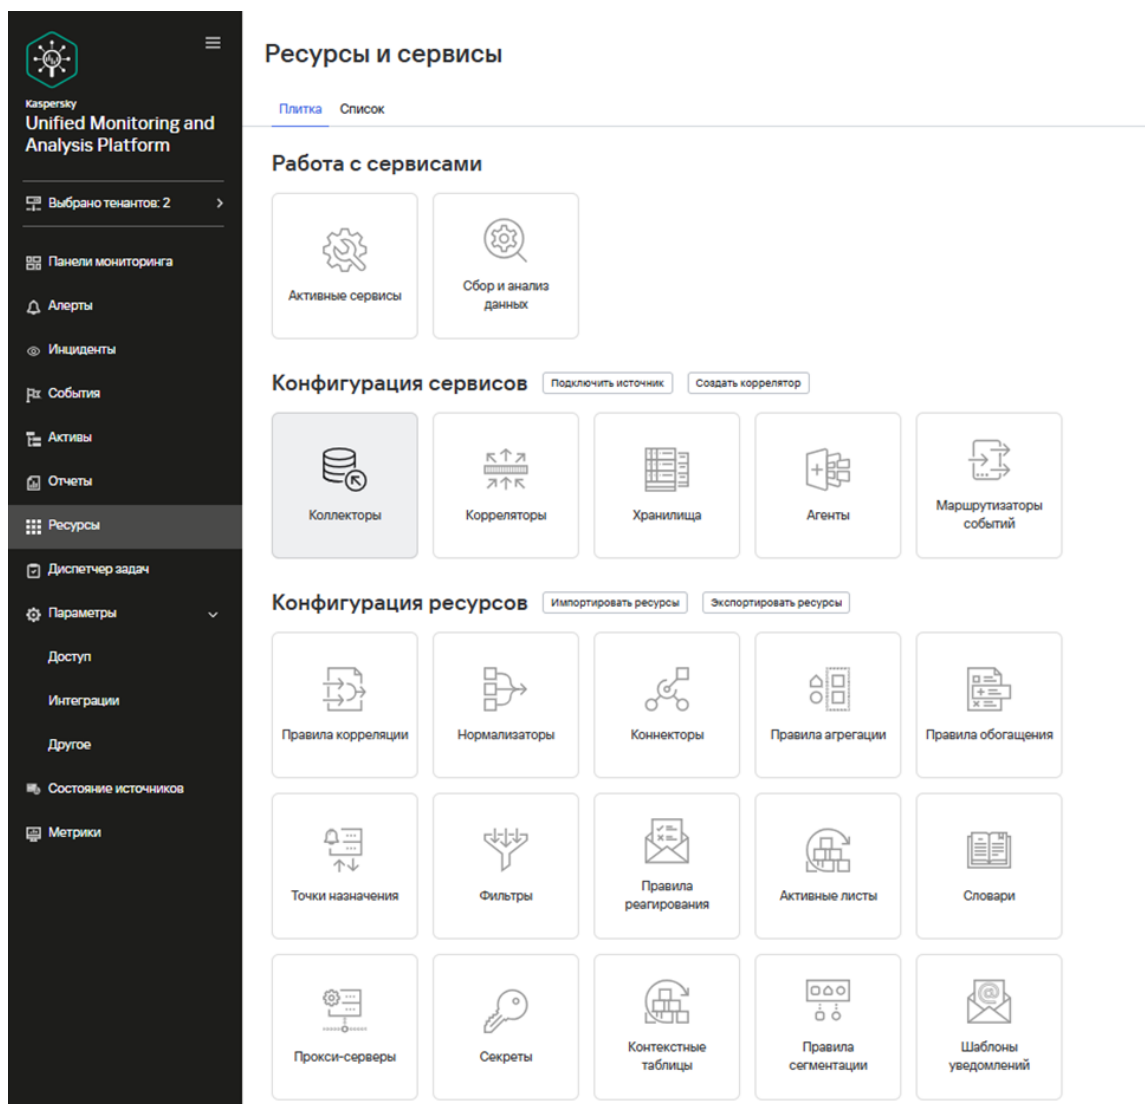 Kaspersky
Unified Monitoring and
Analysis Platform
Выбрано тенантов: 2
Панели мониторинга
Алерты
Инциденты
События
Активы
Отчеты
Ресурсы
Диспетчер задач
Параметры
Доступ
Интеграции
Другое
Состояние источников
Метрики
Ресурсы и сервисы
Плитка Список
Работа с сервисами
Активные сервисы
Сбор и анализ
данных
Конфигурация сервисов Подключить источник Создать коррелятор
Коллекторы
Корреляторы
Хранилища
Агенты
Маршрутизаторы
событий
Конфигурация ресурсов Импортировать ресурсы Экспортировать ресурсы
Правила корреляции
Нормализаторы
Коннекторы
Правила агрегации
Правила обогащения
Точки назначения
Фильтры
Правила
реагирования
Активные листы
Словари
Прокси-серверы
Секреты
Контекстные
таблицы
Правила
сегментации
Шаблоны
уведомлений